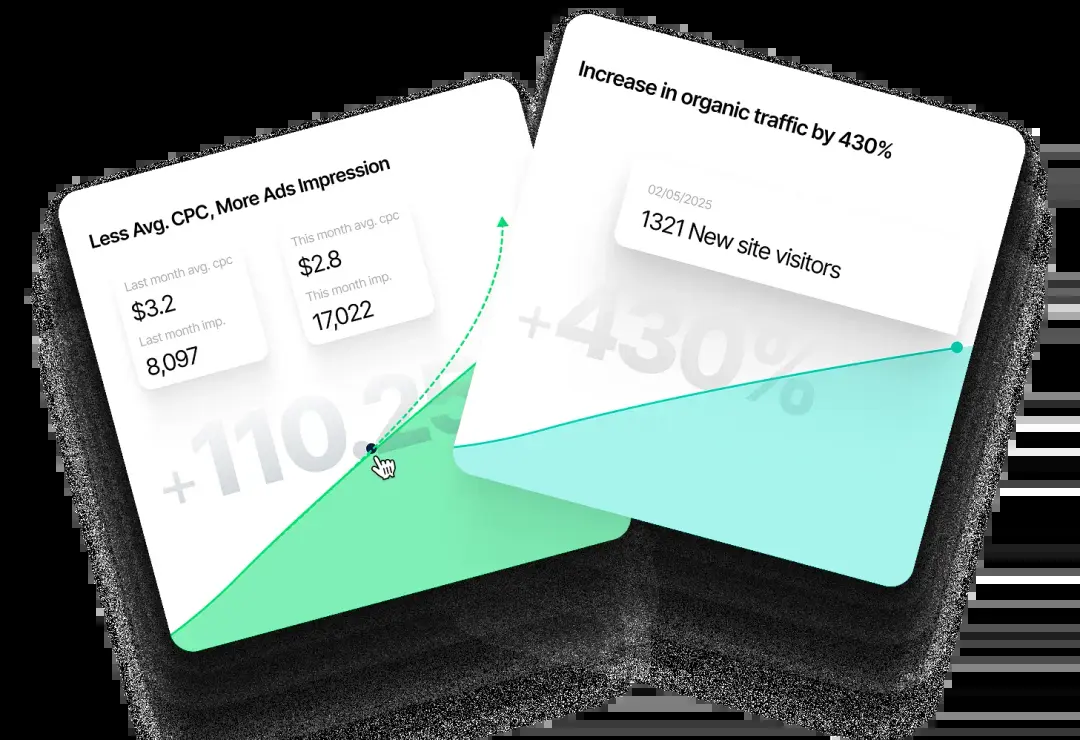 Less Avg. CPC, More Ads Impression
Last month avg. cpc
$3.2
Last month imp.
8,097
This month avg. cpc
$2.8
This month imp.
17,022
+110.2
Increase in organic traffic by 430%
02/05/2025
1321 New site visitors
+430%